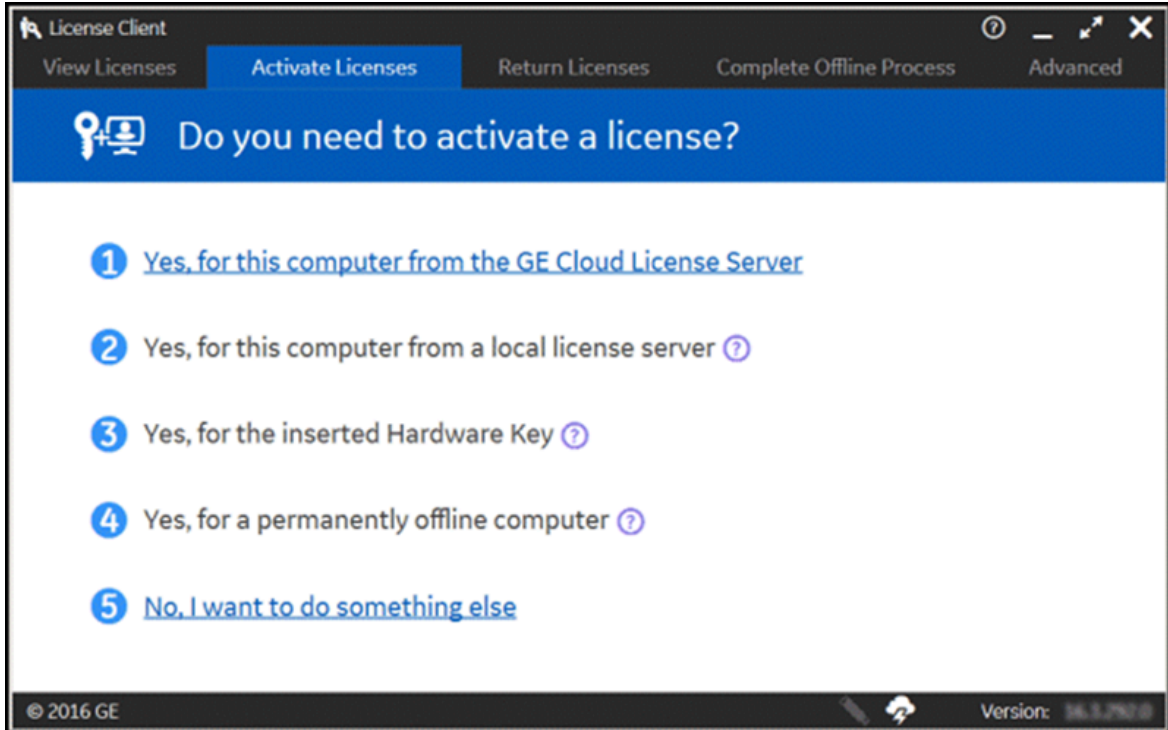 License Client
View Licenses Activate Licenses Return Licenses Complete Offline Process Advanced
Do you need to activate a license?
1 Yes, for this computer from the GE Cloud License Server
2 Yes, for this computer from a local license server ?
3 Yes, for the inserted Hardware Key ?
4 Yes, for a permanently offline computer ?
5 No, I want to do something else
© 2016 GE Version: